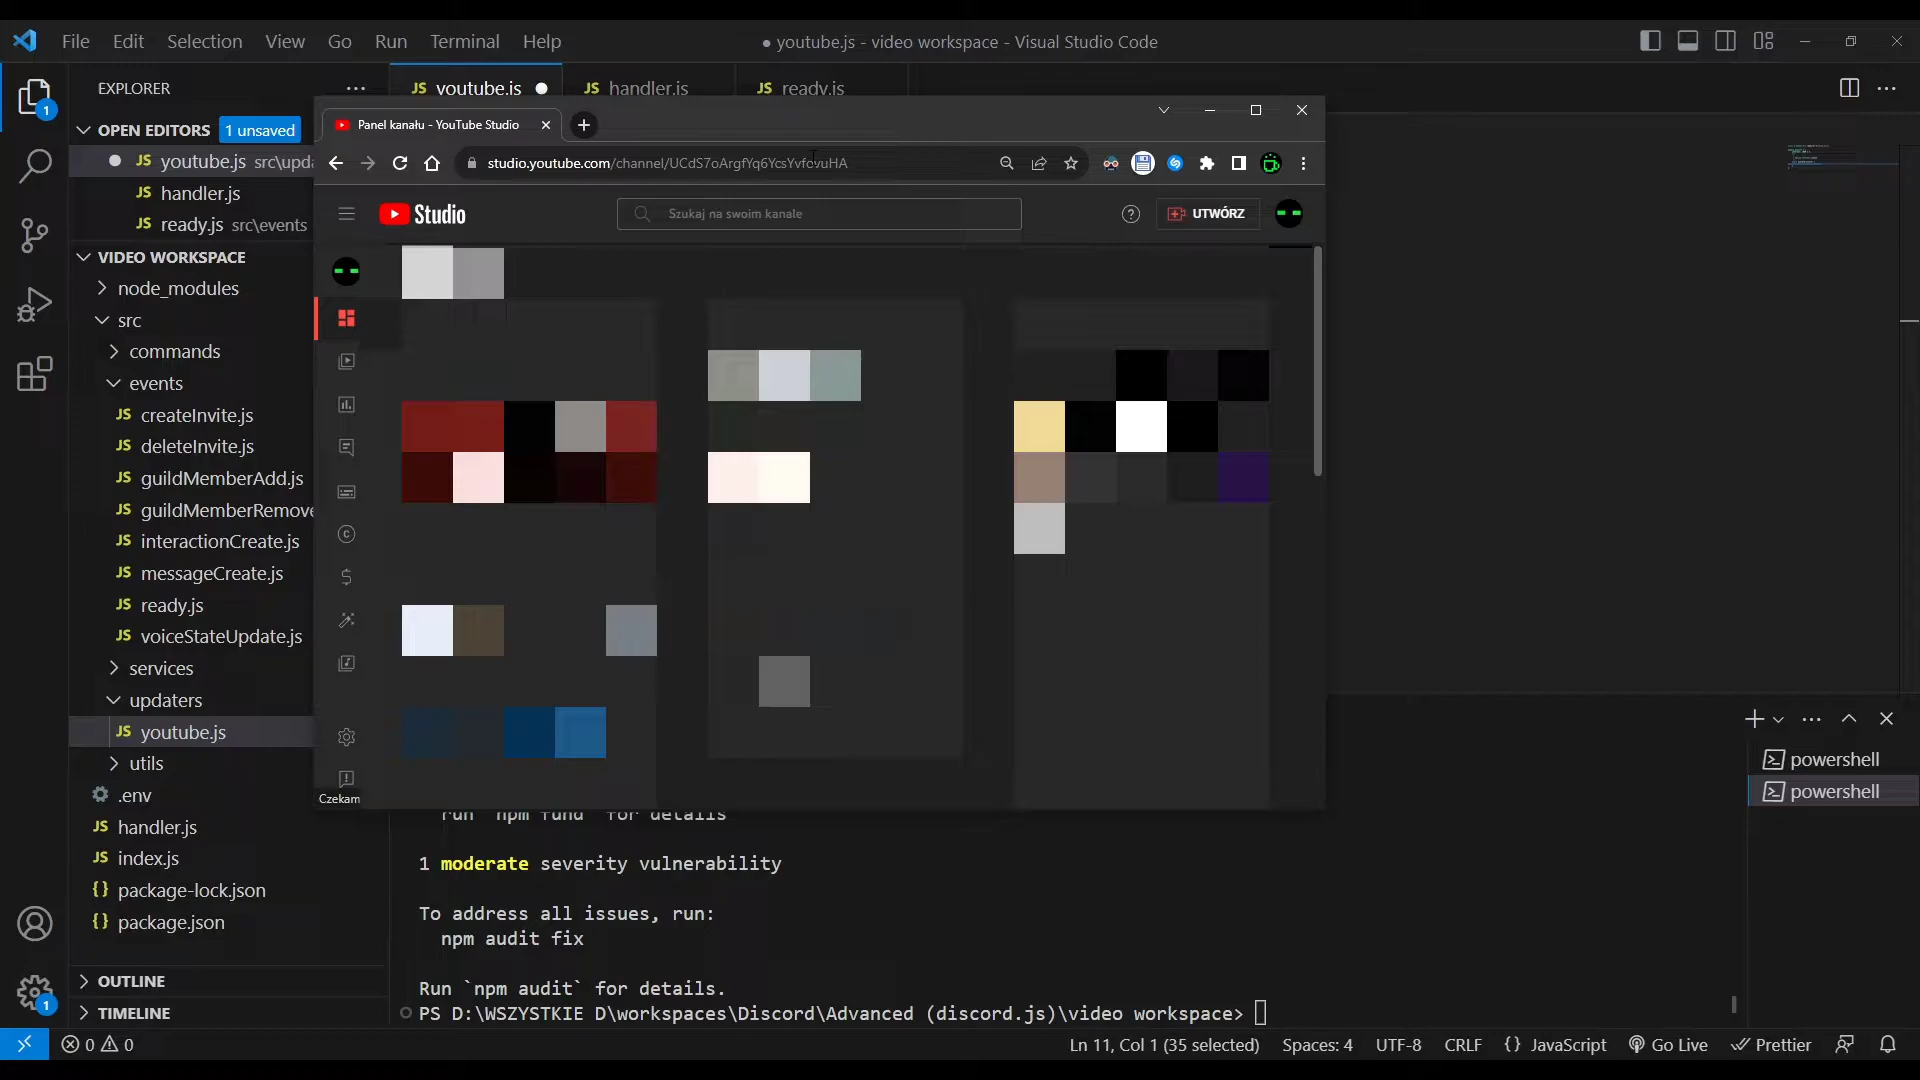 File Edit Selection View Go Run Terminal Help
● youtube.js - video workspace - Visual Studio Code
EXPLORER
youtube.js
handler.js
ready.js
OPEN EDITORS
1 unsaved
JS youtube.js src\upda
JS handler.js
JS ready.js src\events
VIDEO WORKSPACE
node_modules
src
commands
events
JS createInvite.js
JS deleteInvite.js
JS guildMemberAdd.js
JS guildMemberRemove
JS interactionCreate.js
JS messageCreate.js
JS ready.js
JS voiceStateUpdate.js
services
updaters
JS youtube.js
utils
.env
JS handler.js
JS index.js
{} package-lock.json
{} package.json
OUTLINE
TIMELINE
Panel kanału - YouTube Studio
studio.youtube.com/channel/
Studio
Szukaj na swoim kanale
UTWÓRZ
Czekam
run `npm fund` for details
1 moderate severity vulnerability
To address all issues, run:
npm audit fix
Run `npm audit` for details.
PS D:\WSZYSTKIE D\workspaces\Discord\Advanced (discord.js)\video workspace>
powershell
powershell
0 0
Ln 11, Col 1 (35 selected) Spaces: 4 UTF-8 CRLF {} JavaScript Go Live Prettier